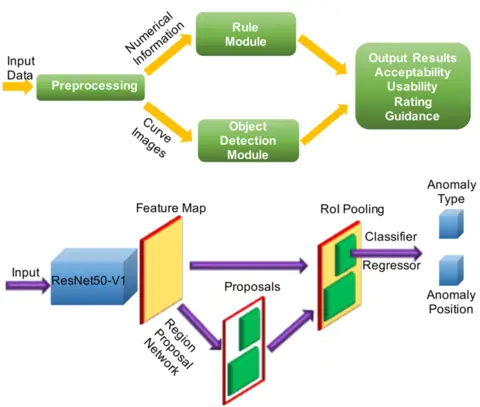 Input
Data
Preprocessing
Numerical
Information
Curve
Images
Rule
Module
Object
Detection
Module
Output Results
Acceptability
Usability
Rating
Guidance
Input
ResNet50-V1
Feature Map
Region
Proposal
Network
Proposals
RoI Pooling
Classifier
Regressor
Anomaly
Type
Anomaly
Position